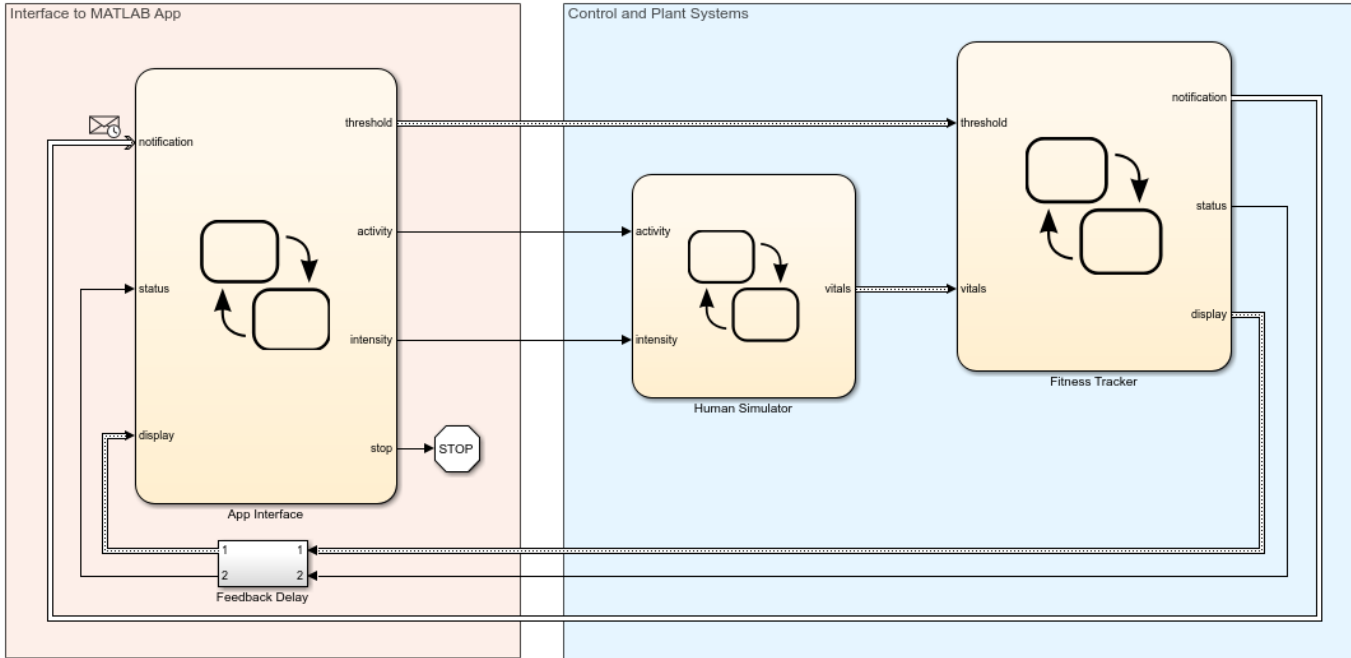 Interface to MATLAB App
Control and Plant Systems
notification
status
display
threshold
activity
intensity
stop
App Interface
STOP
1
2
1
2
Feedback Delay
activity
intensity
vitals
Human Simulator
threshold
vitals
notification
status
display
Fitness Tracker